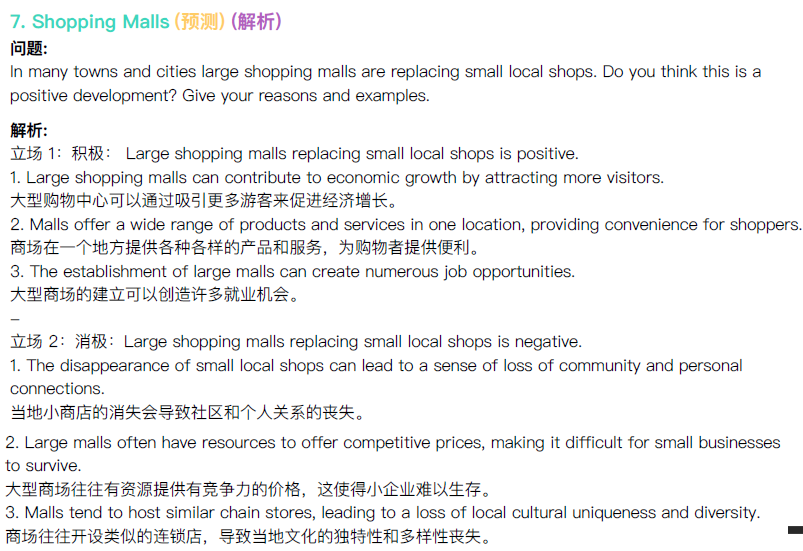 7. Shopping Malls (预测) (解析)
问题:
In many towns and cities large shopping malls are replacing small local shops. Do you think this is a
positive development? Give your reasons and examples.
解析:
立场 1：积极： Large shopping malls replacing small local shops is positive.
1. Large shopping malls can contribute to economic growth by attracting more visitors.
大型购物中心可以通过吸引更多游客来促进经济增长。
2. Malls offer a wide range of products and services in one location, providing convenience for shoppers.
商场在一个地方提供各种各样的产品和服务，为购物者提供便利。
3. The establishment of large malls can create numerous job opportunities.
大型商场的建立可以创造许多就业机会。
–
立场 2：消极：Large shopping malls replacing small local shops is negative.
1. The disappearance of small local shops can lead to a sense of loss of community and personal
connections.
当地小商店的消失会导致社区和个人关系的丧失。
2. Large malls often have resources to offer competitive prices, making it difficult for small businesses
to survive.
大型商场往往有资源提供有竞争力的价格，这使得小企业难以生存。
3. Malls tend to host similar chain stores, leading to a loss of local cultural uniqueness and diversity.
商场往往开设类似的连锁店，导致当地文化的独特性和多样性丧失。